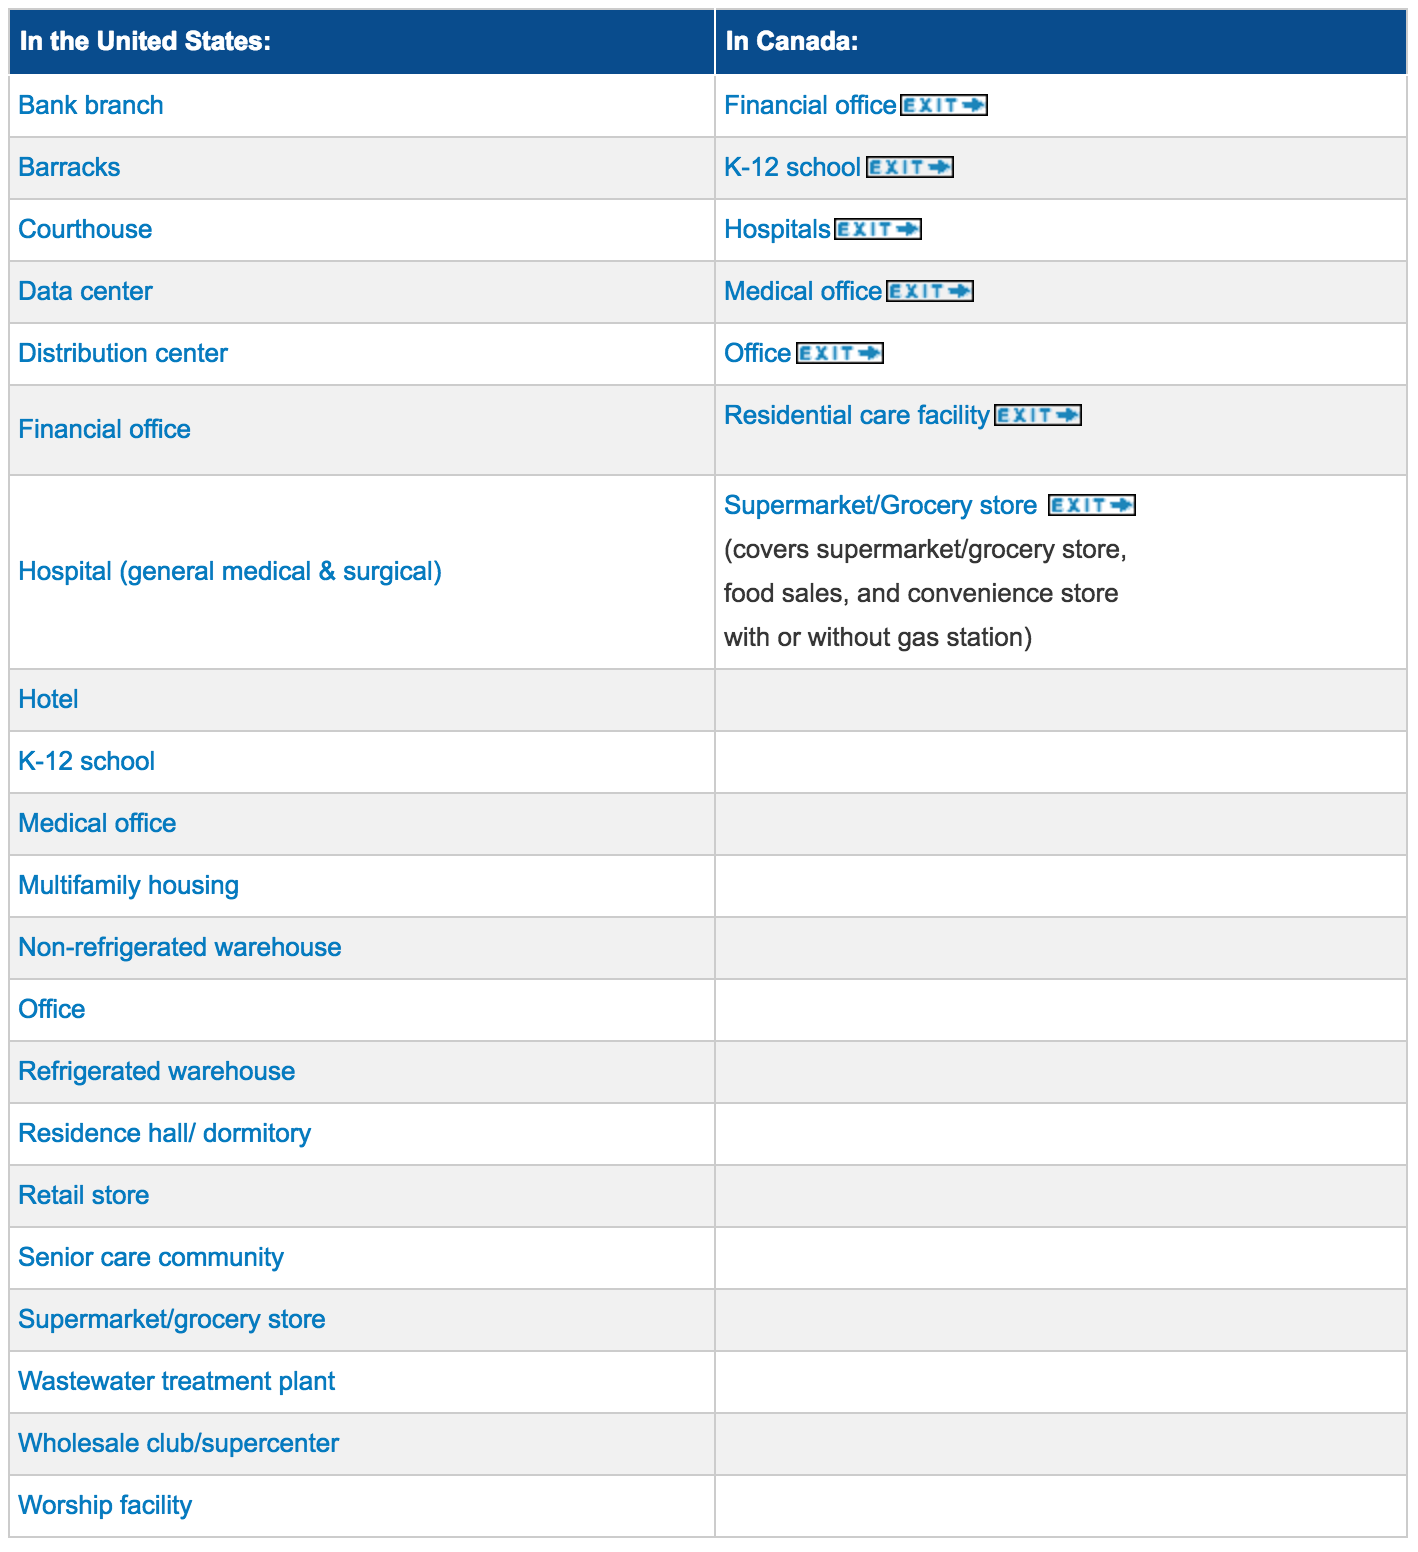 In the United States: In Canada:
Bank branch Financial office EXIT
Barracks K-12 school EXIT
Courthouse Hospitals EXIT
Data center Medical office EXIT
Distribution center Office EXIT
Financial office Residential care facility EXIT
Hospital (general medical & surgical) Supermarket/Grocery store EXIT
(covers supermarket/grocery store,
food sales, and convenience store
with or without gas station)
Hotel
K-12 school
Medical office
Multifamily housing
Non-refrigerated warehouse
Office
Refrigerated warehouse
Residence hall/ dormitory
Retail store
Senior care community
Supermarket/grocery store
Wastewater treatment plant
Wholesale club/supercenter
Worship facility